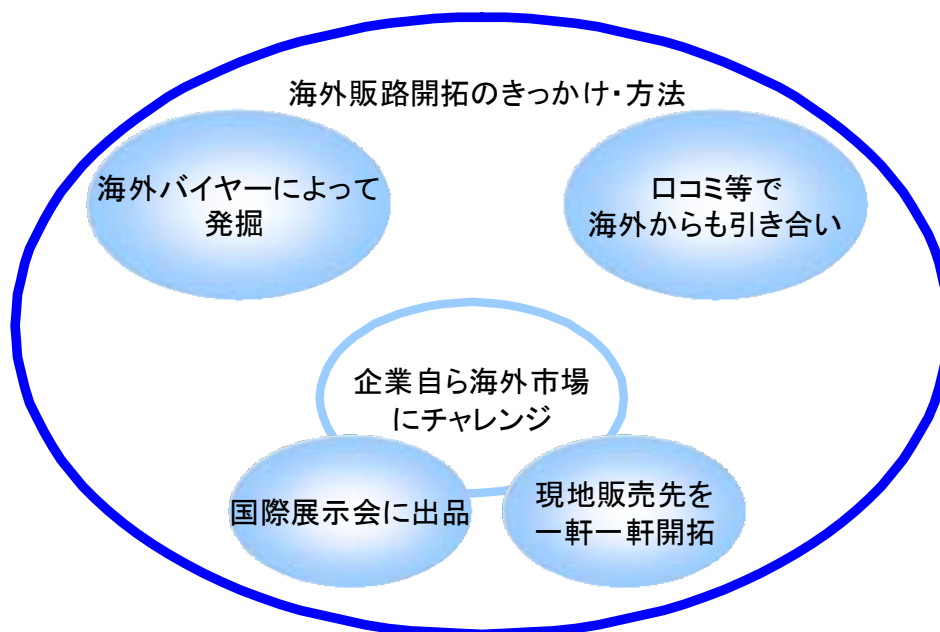 海外販路開拓のきっかけ・方法
海外バイヤーによって
発掘
口コミ等で
海外からも引き合い
企業自ら海外市場
にチャレンジ
国際展示会に出品
現地販売先を
一軒一軒開拓